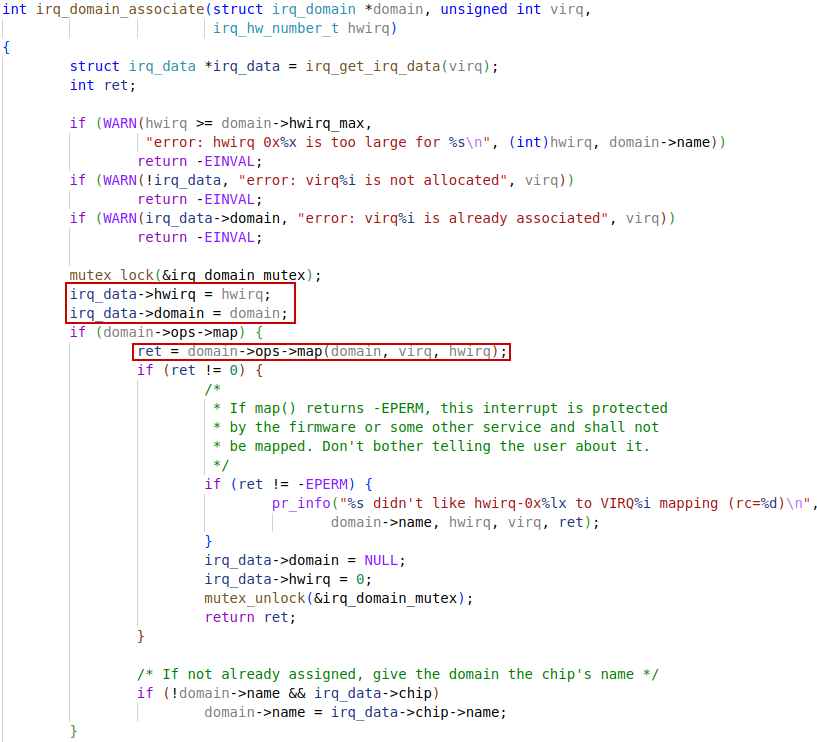 int irq_domain_associate(struct irq_domain *domain, unsigned int virq,
                         irq_hw_number_t hwirq)
{
        struct irq_data *irq_data = irq_get_irq_data(virq);
        int ret;

        if (WARN(hwirq >= domain->hwirq_max,
                 "error: hwirq 0x%x is too large for %s\n", (int)hwirq, domain->name))
                return -EINVAL;
        if (WARN(!irq_data, "error: virq%i is not allocated", virq))
                return -EINVAL;
        if (WARN(irq_data->domain, "error: virq%i is already associated", virq))
                return -EINVAL;

        mutex_lock(&irq_domain_mutex);
        irq_data->hwirq = hwirq;
        irq_data->domain = domain;
        if (domain->ops->map) {
                ret = domain->ops->map(domain, virq, hwirq);
                if (ret != 0) {
                        /*
                         * If map() returns -EPERM, this interrupt is protected
                         * by the firmware or some other service and shall not
                         * be mapped. Don't bother telling the user about it.
                         */
                        if (ret != -EPERM) {
                                pr_info("%s didn't like hwirq-0x%lx to VIRQ%i mapping (rc=%d)\n",
                                       domain->name, hwirq, virq, ret);
                        }
                        irq_data->domain = NULL;
                        irq_data->hwirq = 0;
                        mutex_unlock(&irq_domain_mutex);
                        return ret;
                }

                /* If not already assigned, give the domain the chip's name */
                if (!domain->name && irq_data->chip)
                        domain->name = irq_data->chip->name;
        }